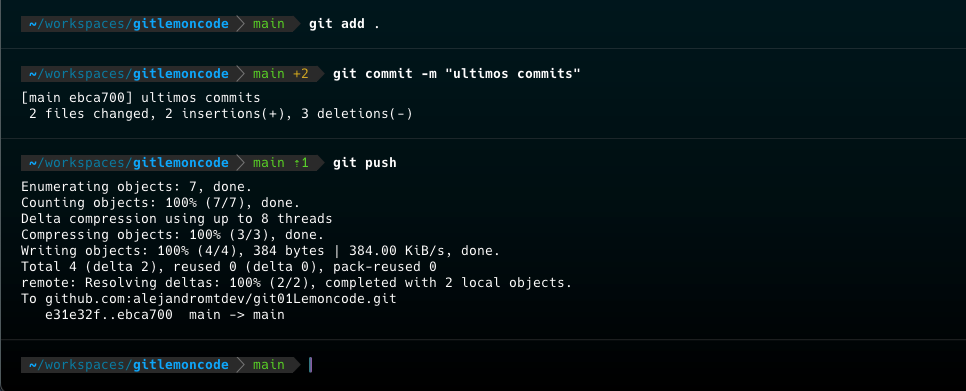 ~/workspaces/gitlemoncode main git add .
~/workspaces/gitlemoncode main +2 git commit -m "ultimos commits"
[main ebca700] ultimos commits
2 files changed, 2 insertions(+), 3 deletions(-)
~/workspaces/gitlemoncode main ↑1 git push
Enumerating objects: 7, done.
Counting objects: 100% (7/7), done.
Delta compression using up to 8 threads
Compressing objects: 100% (3/3), done.
Writing objects: 100% (4/4), 384 bytes | 384.00 KiB/s, done.
Total 4 (delta 2), reused 0 (delta 0), pack-reused 0
remote: Resolving deltas: 100% (2/2), completed with 2 local objects.
To github.com:alejandromtdev/git01Lemoncode.git
e31e32f..ebca700  main -> main
~/workspaces/gitlemoncode main